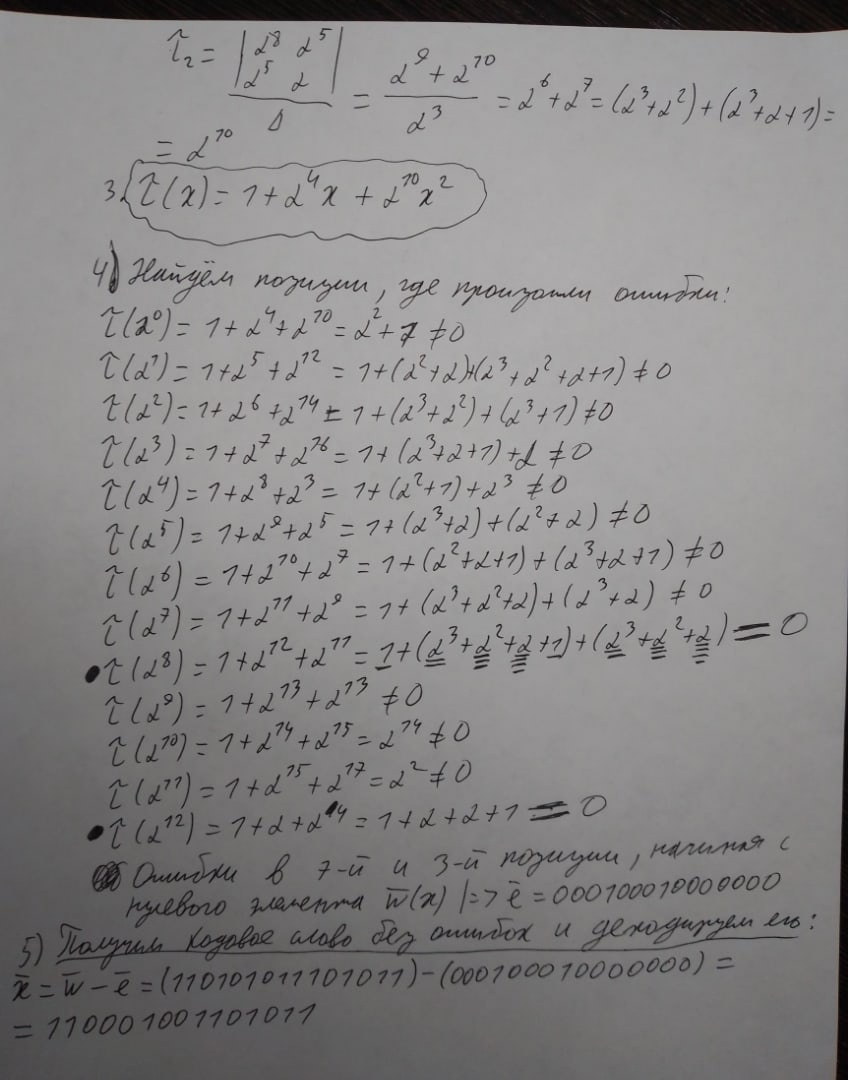 τ₂ = |α⁸ α⁵; α⁵ α| / Δ = (α⁹ + α¹⁰) / α³ = α⁶ + α⁷ = (α³+α²) + (α³+α+1) =
= α¹⁰
3. τ(x) = 1 + α⁴x + α¹⁰x²
4) Найдём позиции, где произошли ошибки:
τ(α⁰) = 1 + α⁴ + α¹⁰ = α² + 1 ≠ 0
τ(α¹) = 1 + α⁵ + α¹² = 1 + (α² + α) + (α³ + α² + α + 1) ≠ 0
τ(α²) = 1 + α⁶ + α¹⁴ = 1 + (α³ + α²) + (α³ + 1) ≠ 0
τ(α³) = 1 + α⁷ + α¹⁶ = 1 + (α³ + α + 1) + α ≠ 0
τ(α⁴) = 1 + α⁸ + α³ = 1 + (α² + 1) + α³ ≠ 0
τ(α⁵) = 1 + α⁹ + α⁵ = 1 + (α³ + α) + (α² + α) ≠ 0
τ(α⁶) = 1 + α¹⁰ + α⁷ = 1 + (α² + α + 1) + (α³ + α + 1) ≠ 0
τ(α⁷) = 1 + α¹¹ + α⁹ = 1 + (α³ + α² + α) + (α³ + α) ≠ 0
• τ(α⁸) = 1 + α¹² + α¹¹ = 1 + (α³ + α² + α + 1) + (α³ + α² + α) = 0
τ(α⁹) = 1 + α¹³ + α¹³ ≠ 0
τ(α¹⁰) = 1 + α¹⁴ + α¹⁵ = α¹⁴ ≠ 0
τ(α¹¹) = 1 + α¹⁵ + α¹⁷ = α² ≠ 0
• τ(α¹²) = 1 + α + α⁴ = 1 + α + α + 1 = 0
Ошибки в 7-й и 3-й позиции, начиная с
нулевого элемента w̄(x) |=> ē = 000100010000000
5) Получим кодовое слово без ошибок и декодируем его:
x̄ = w̄ − ē = (110101011101011) − (000100010000000) =
= 110001001101011